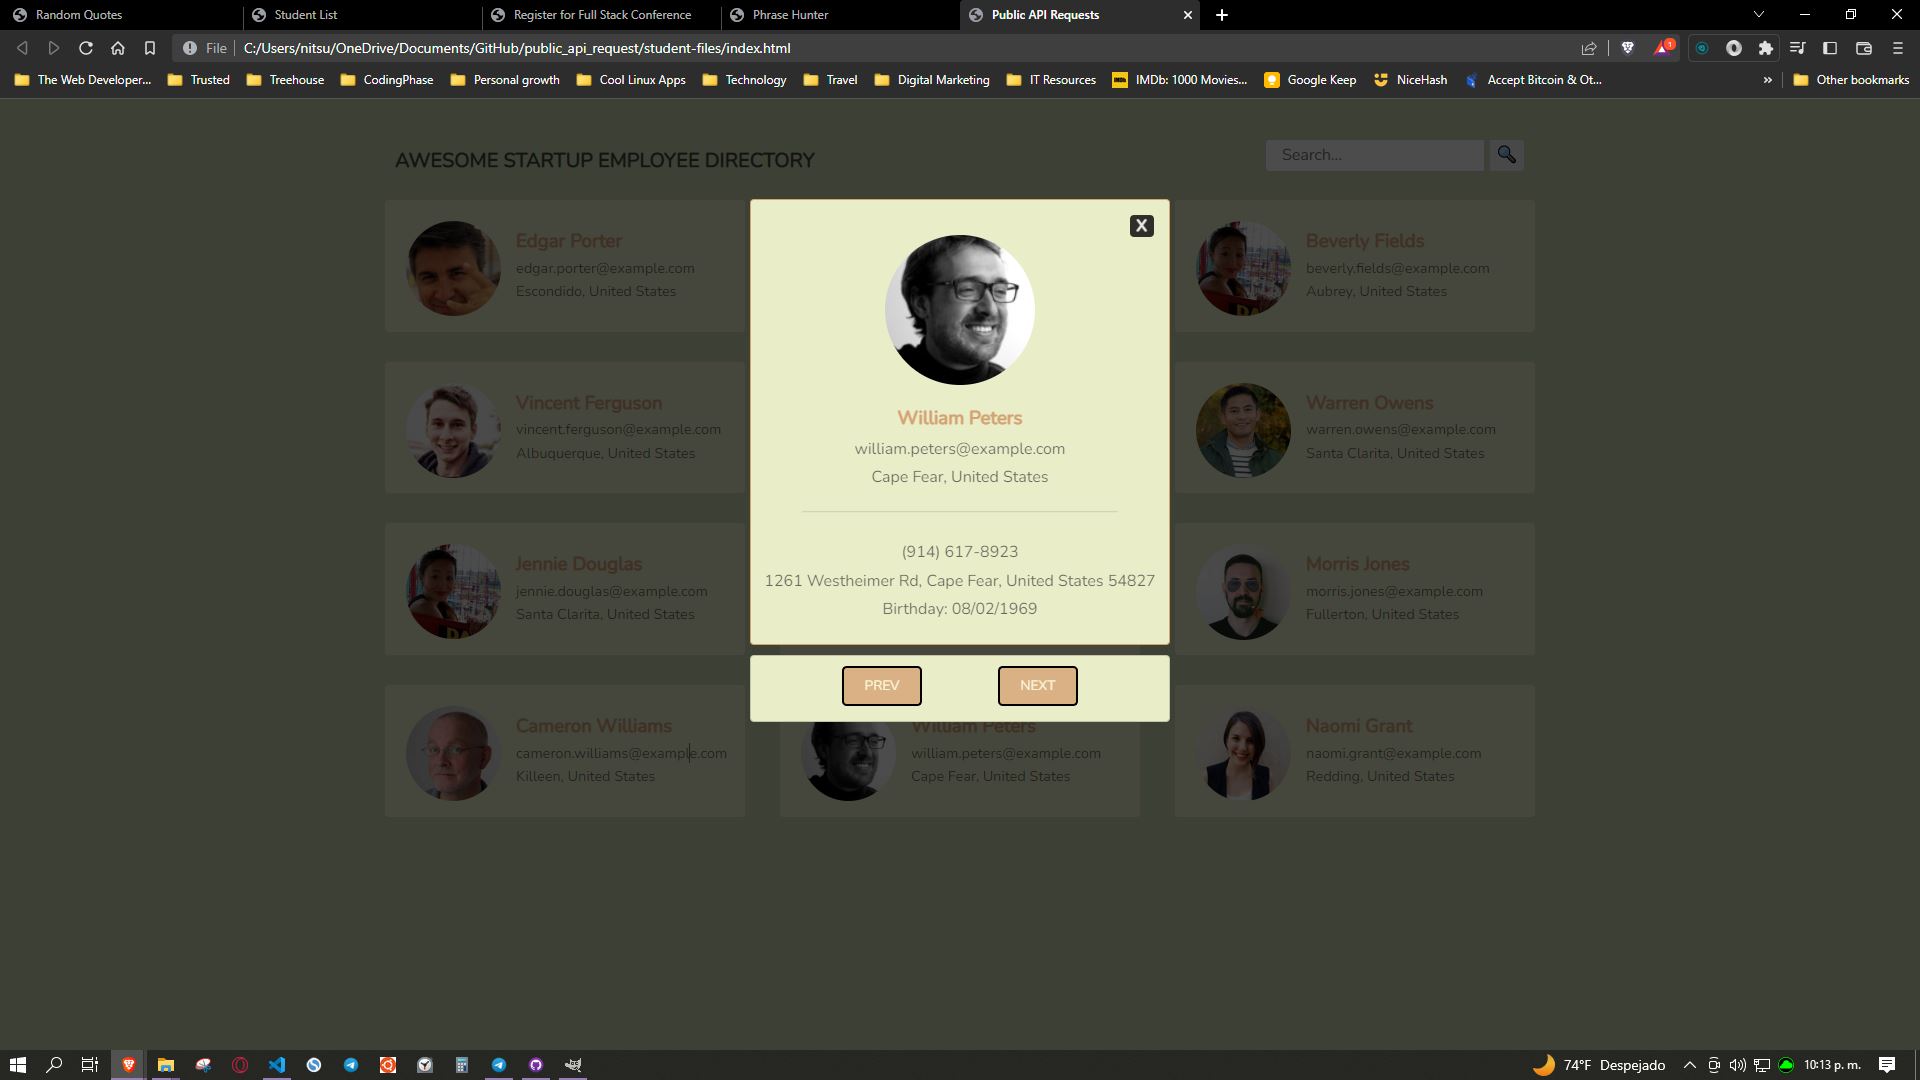 Random Quotes
Student List
Register for Full Stack Conference
Phrase Hunter
Public API Requests
File
C:/Users/nitsu/OneDrive/Documents/GitHub/public_api_request/student-files/index.html
1
The Web Developer...
Trusted
Treehouse
CodingPhase
Personal growth
Cool Linux Apps
Technology
Travel
Digital Marketing
IT Resources
IMDb: 1000 Movies...
Google Keep
NiceHash
Accept Bitcoin & Ot...
»
Other bookmarks
AWESOME STARTUP EMPLOYEE DIRECTORY
Search...
Edgar Porter
edgar.porter@example.com
Escondido, United States
Beverly Fields
beverly.fields@example.com
Aubrey, United States
Vincent Ferguson
vincent.ferguson@example.com
Albuquerque, United States
Warren Owens
warren.owens@example.com
Santa Clarita, United States
Jennie Douglas
jennie.douglas@example.com
Santa Clarita, United States
Morris Jones
morris.jones@example.com
Fullerton, United States
Cameron Williams
cameron.williams@example.com
Killeen, United States
William Peters
william.peters@example.com
Cape Fear, United States
Naomi Grant
naomi.grant@example.com
Redding, United States
X
William Peters
william.peters@example.com
Cape Fear, United States
(914) 617-8923
1261 Westheimer Rd, Cape Fear, United States 54827
Birthday: 08/02/1969
PREV
NEXT
74°F Despejado
10:13 p. m.